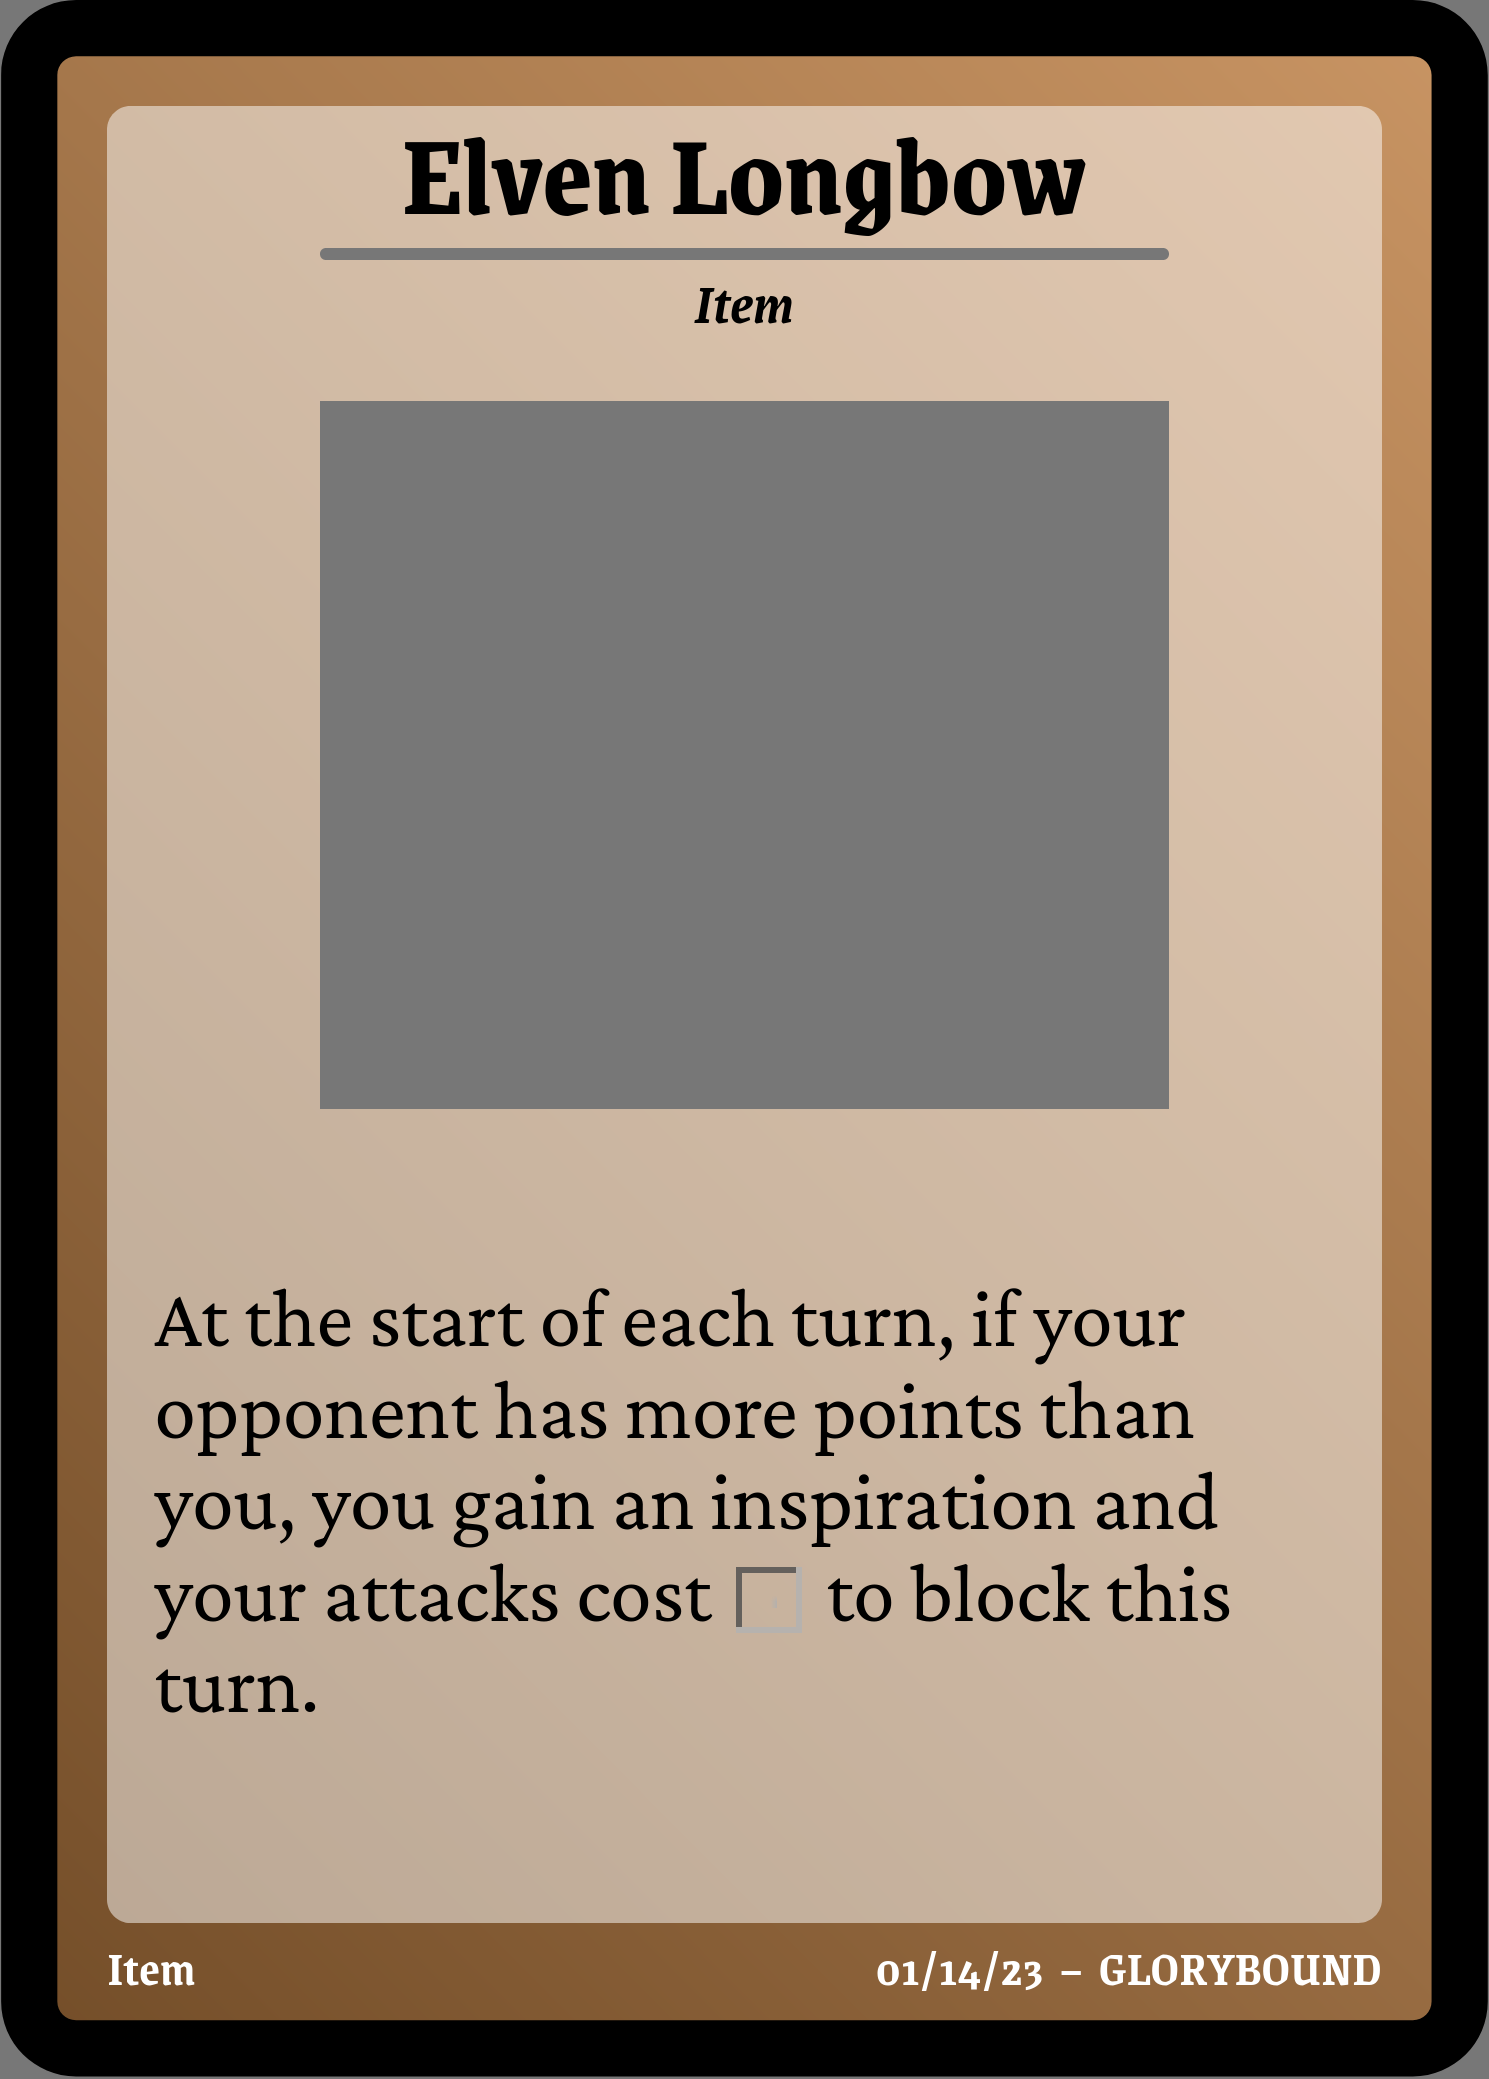 Elven Longbow
Item
At the start of each turn, if your
opponent has more points than
you, you gain an inspiration and
your attacks cost to block this
turn.
Item
01/14/23 – GLORYBOUND